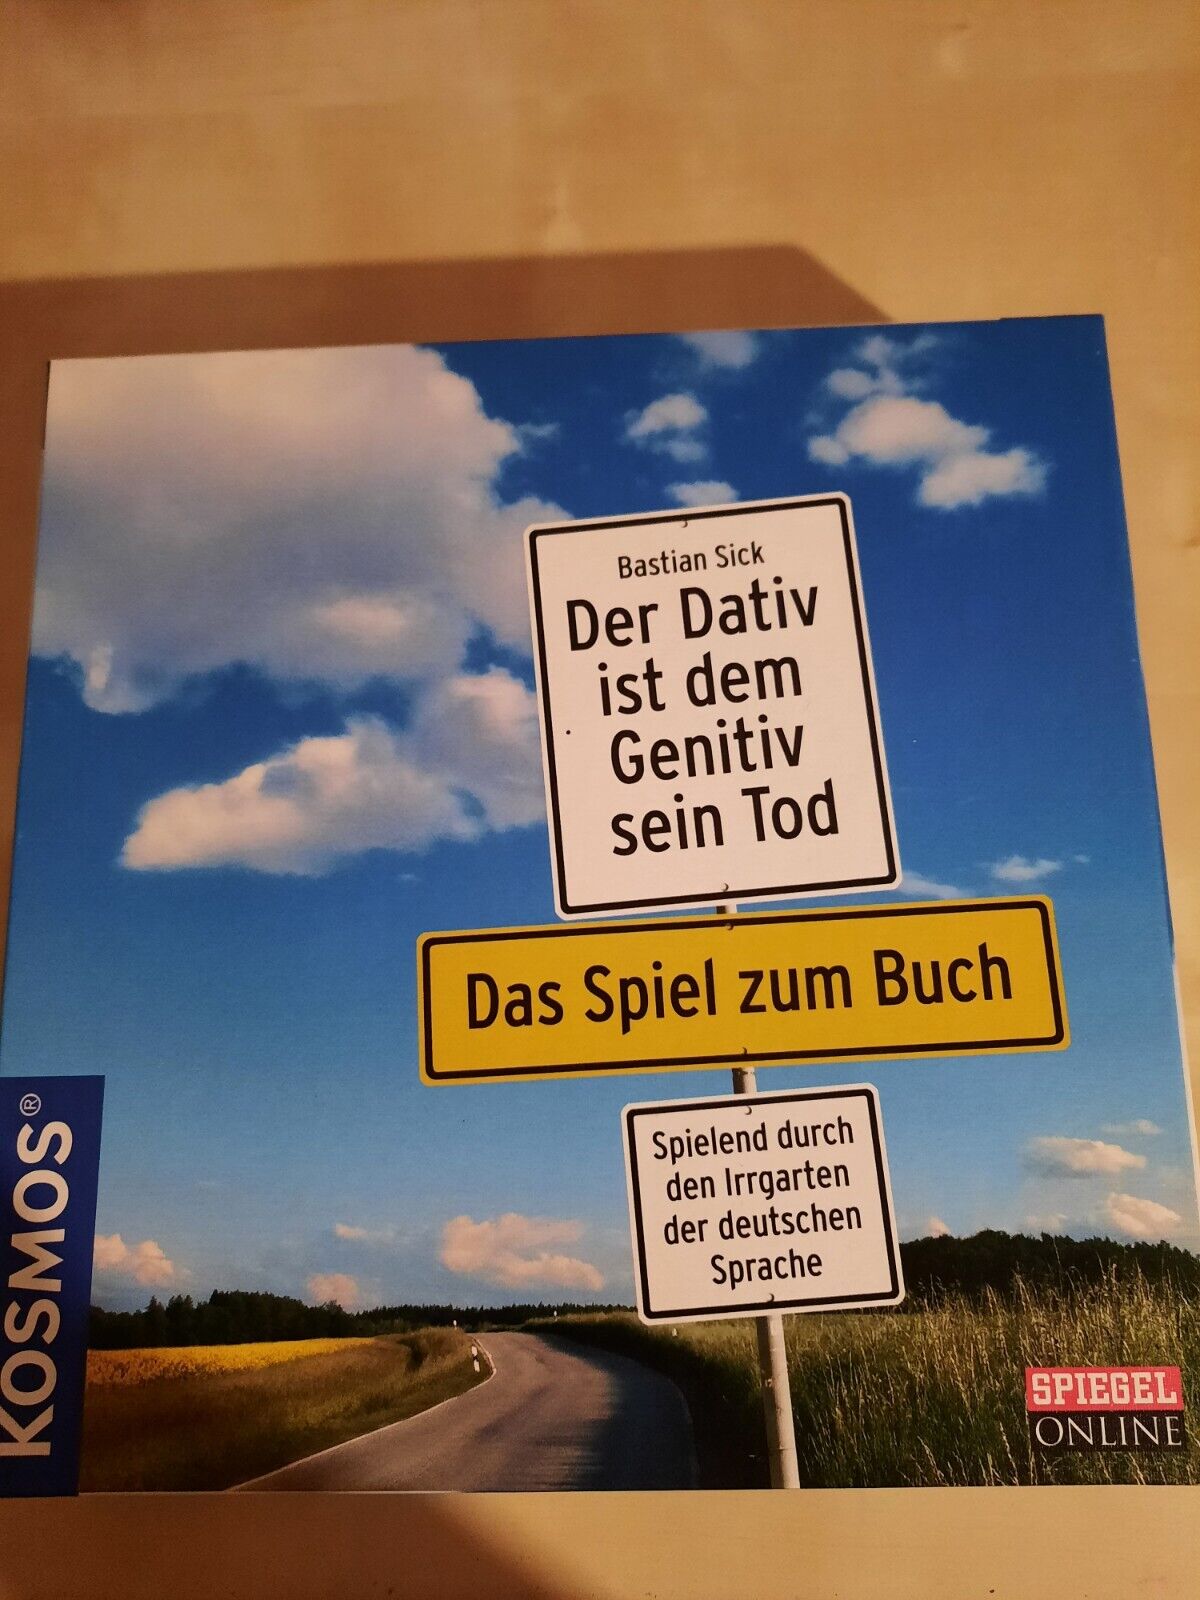 Bastian Sick
Der Dativ
ist dem
Genitiv
sein Tod
Das Spiel zum Buch
Spielend durch
den Irrgarten
der deutschen
Sprache
KOSMOS®
SPIEGEL
ONLINE